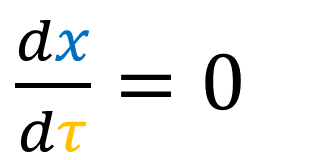 dx/dτ = 0